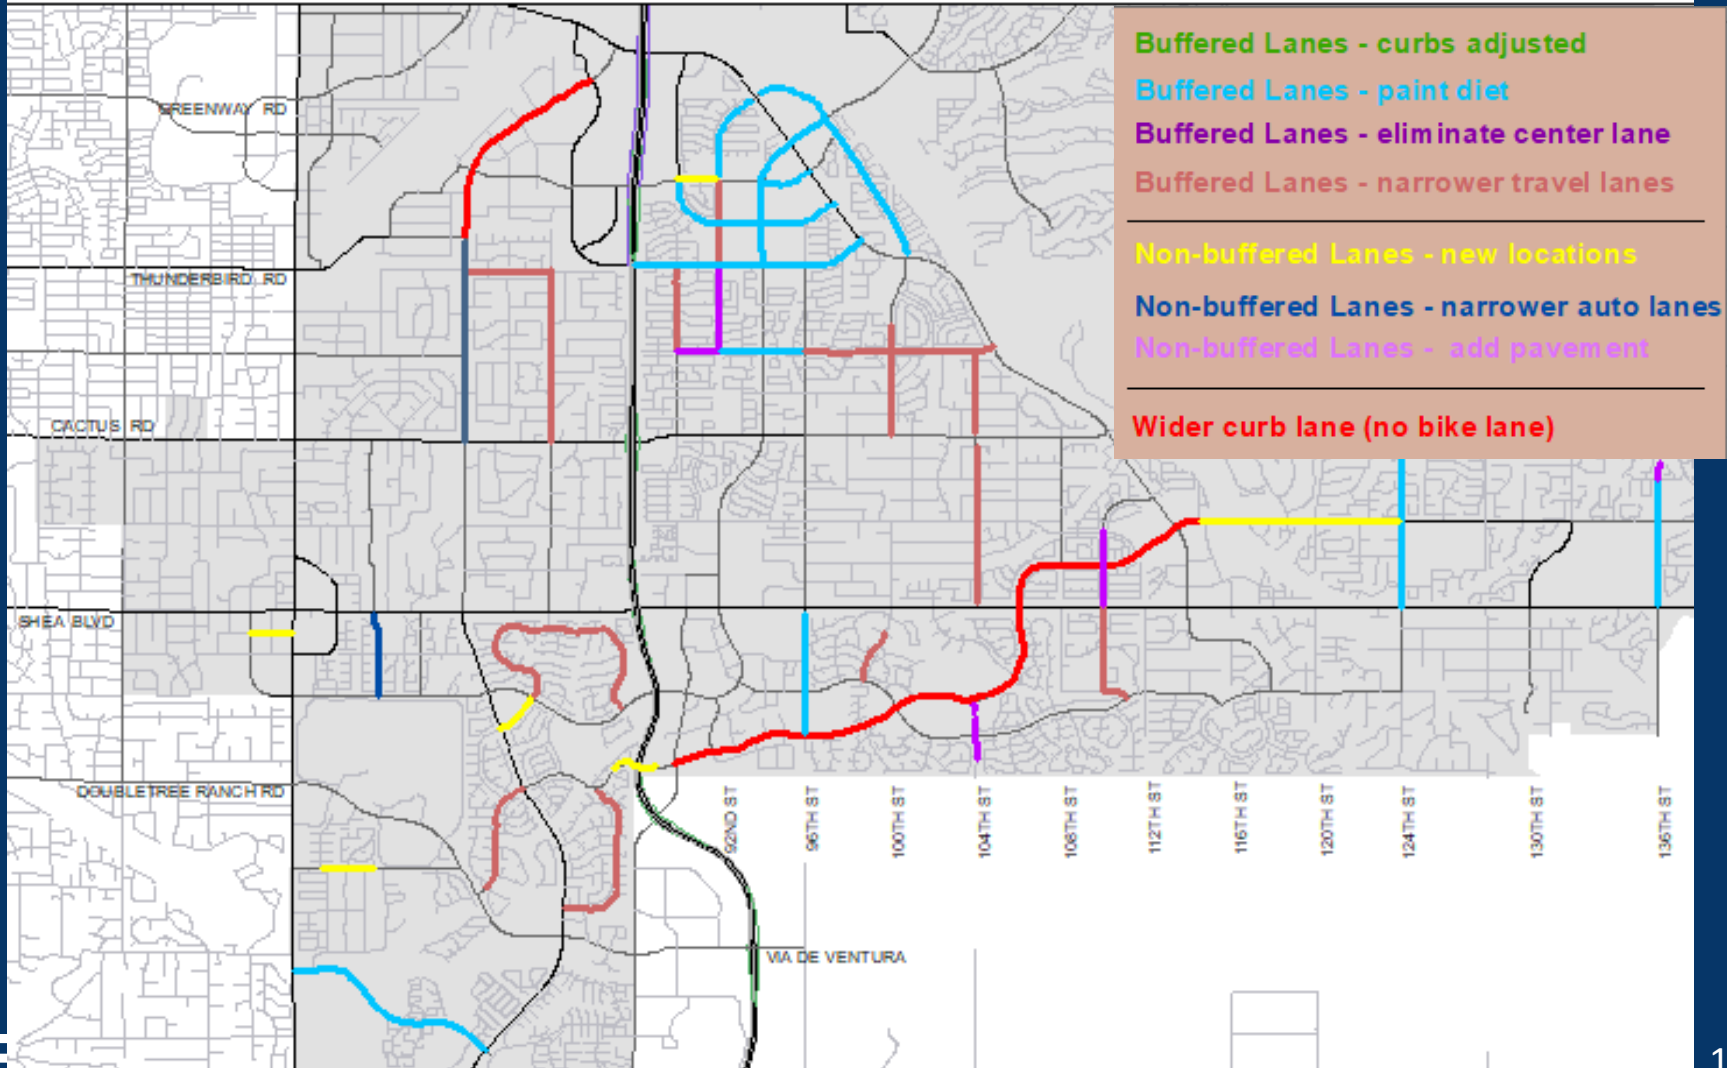 Buffered Lanes - curbs adjusted
Buffered Lanes - paint diet
Buffered Lanes - eliminate center lane
Buffered Lanes - narrower travel lanes
Non-buffered Lanes - new locations
Non-buffered Lanes - narrower auto lanes
Non-buffered Lanes - add pavement
Wider curb lane (no bike lane)
GREENWAY RD
THUNDERBIRD RD
CACTUS RD
SHEA BLVD
DOUBLETREE RANCH RD
92ND ST
96TH ST
100TH ST
104TH ST
108TH ST
112TH ST
116TH ST
120TH ST
124TH ST
130TH ST
136TH ST
VIA DE VENTURA